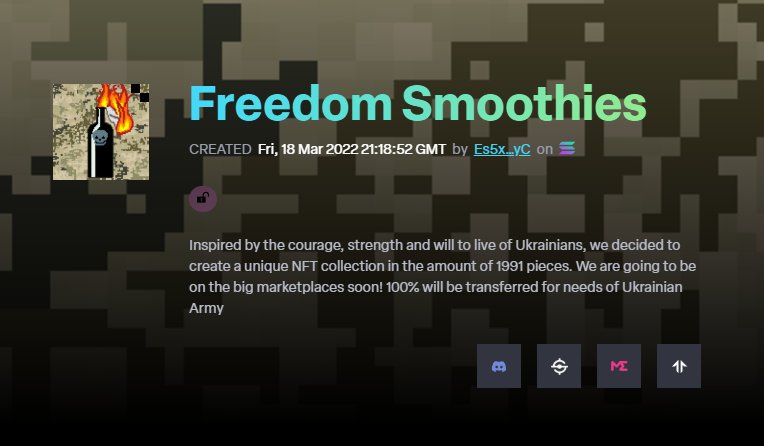 Freedom Smoothies
CREATED Fri, 18 Mar 2022 21:18:52 GMT by Es5x...yC on
Inspired by the courage, strength and will to live of Ukrainians, we decided to
create a unique NFT collection in the amount of 1991 pieces. We are going to be
on the big marketplaces soon! 100% will be transferred for needs of Ukrainian
Army